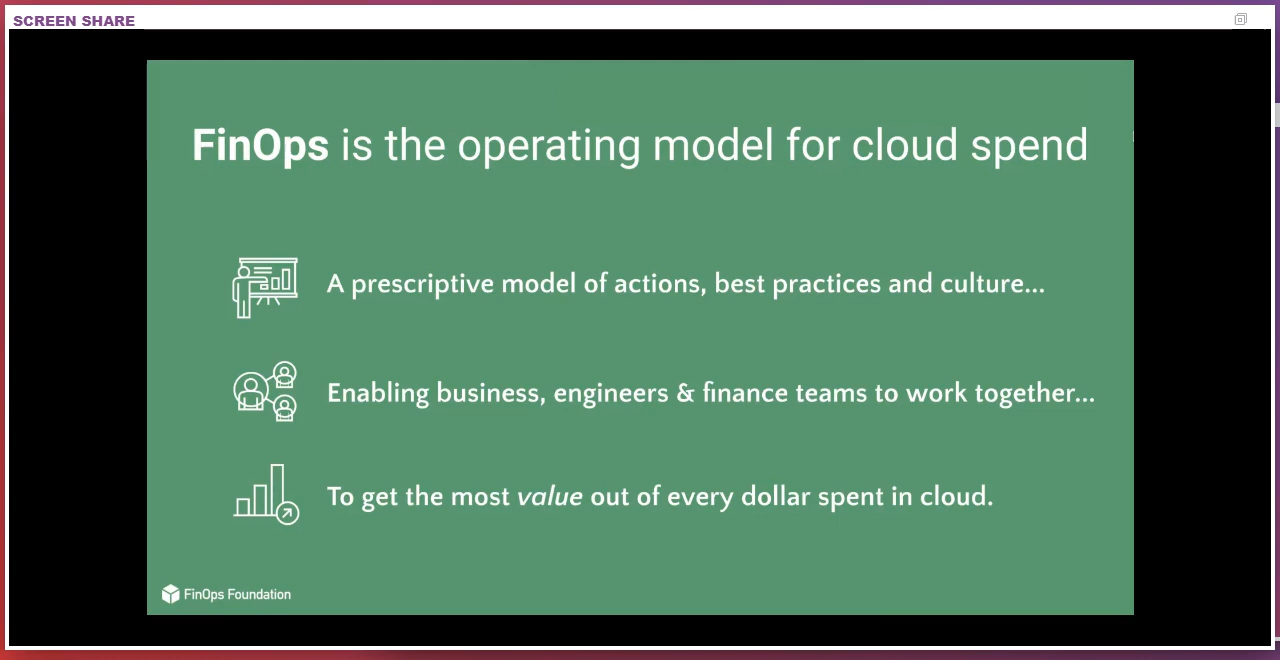 SCREEN SHARE
FinOps is the operating model for cloud spend
A prescriptive model of actions, best practices and culture...
Enabling business, engineers & finance teams to work together...
To get the most value out of every dollar spent in cloud.
FinOps Foundation